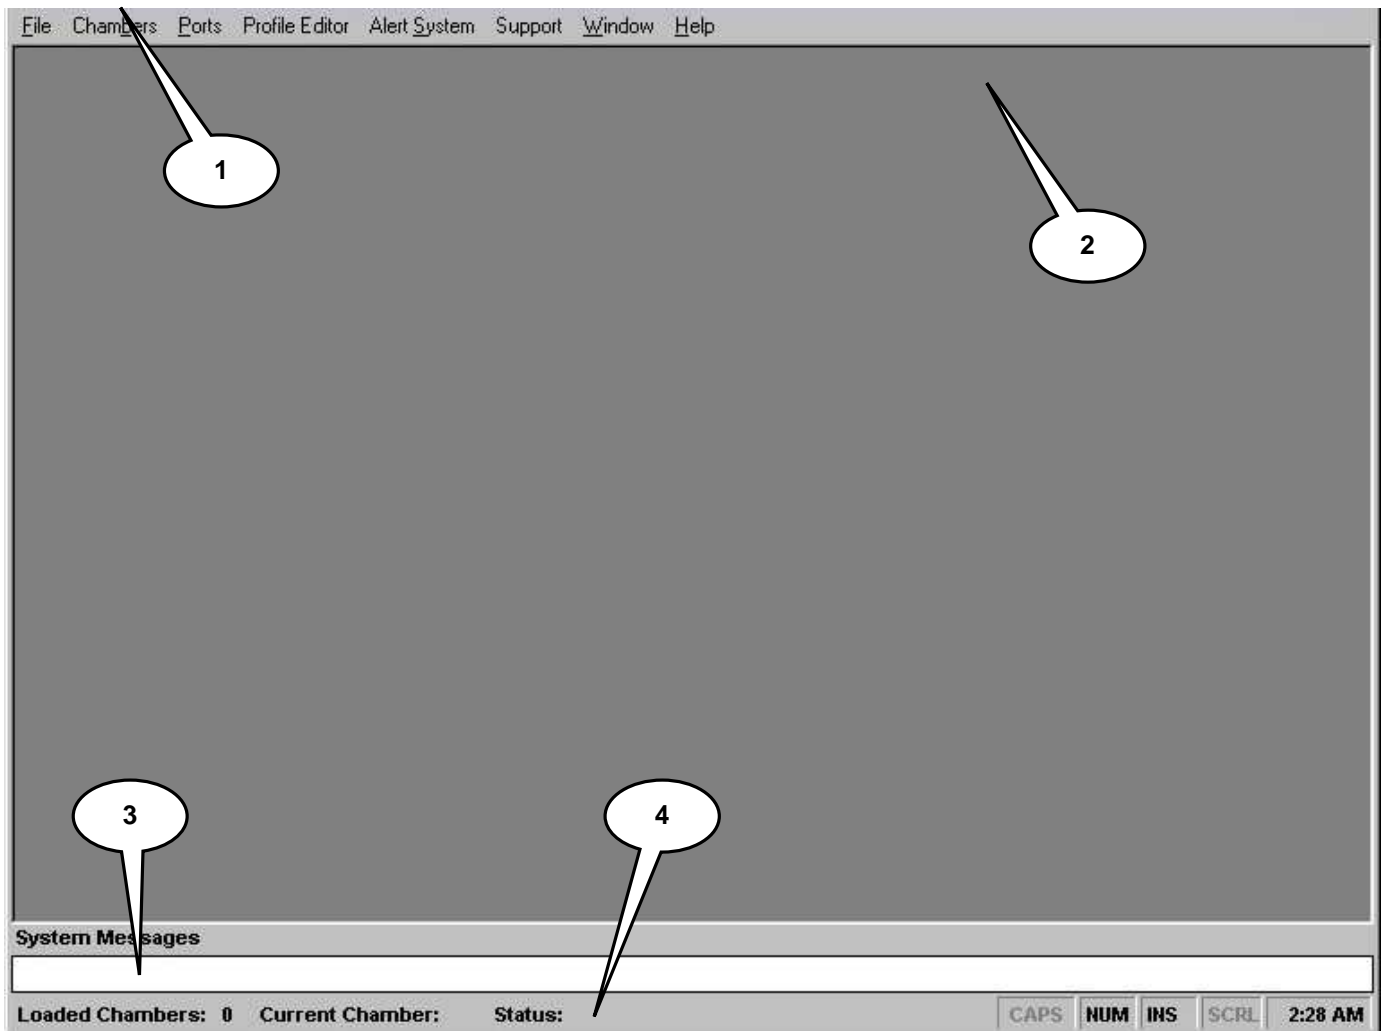 File Chambers Ports Profile Editor Alert System Support Window Help
1
2
3
4
System Messages
Loaded Chambers: 0 Current Chamber: Status: CAPS NUM INS SCRL 2:28 AM